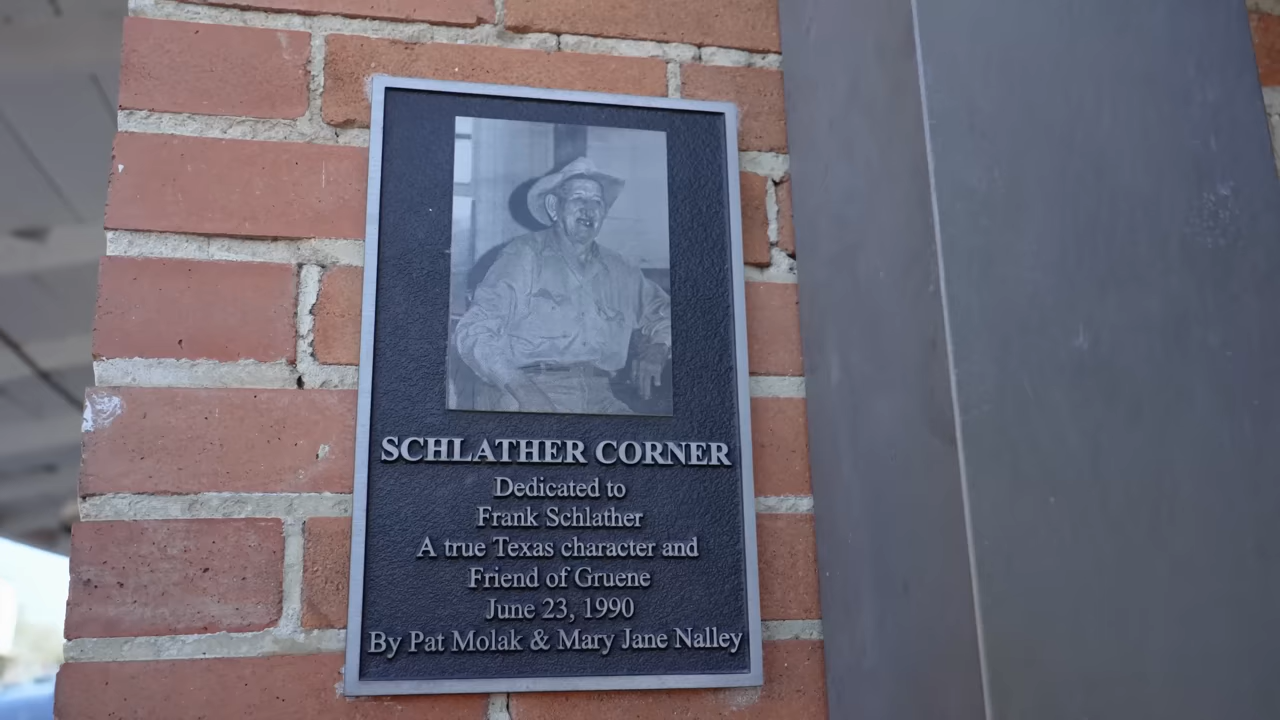 SCHLATHER CORNER
Dedicated to
Frank Schlather
A true Texas character and
Friend of Gruene
June 23, 1990
By Pat Molak & Mary Jane Nalley